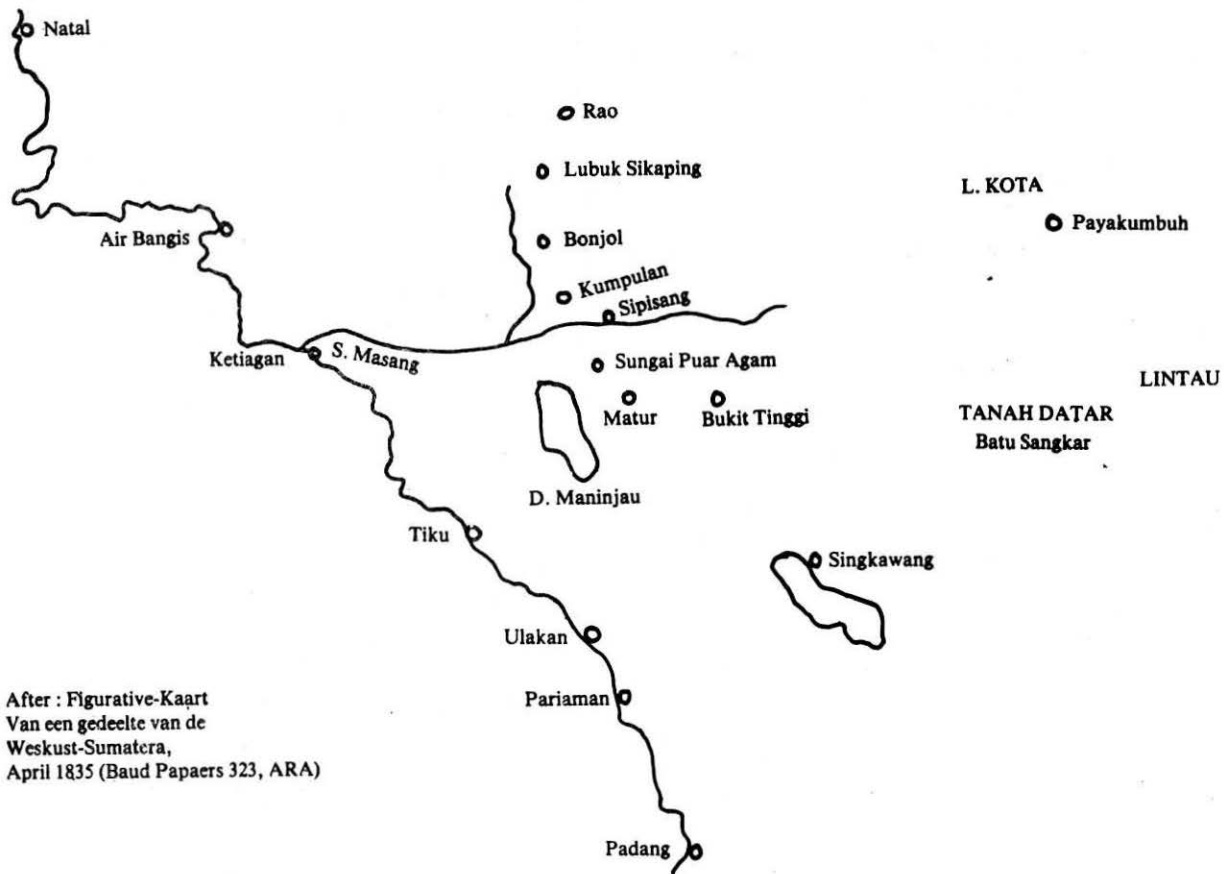 Natal
Rao
Lubuk Sikaping
L. KOTA
Payakumbuh
Air Bangis
Bonjol
Kumpulan
Sipisang
Ketiagan
S. Masang
Sungai Puar Agam
LINTAU
Matur
Bukit Tinggi
TANAH DATAR
Batu Sangkar
D. Maninjau
Tiku
Singkawang
Ulakan
Pariaman
After : Figurative-Kaart
Van een gedeelte van de
Weskust-Sumatera,
April 1835 (Baud Papaers 323, ARA)
Padang